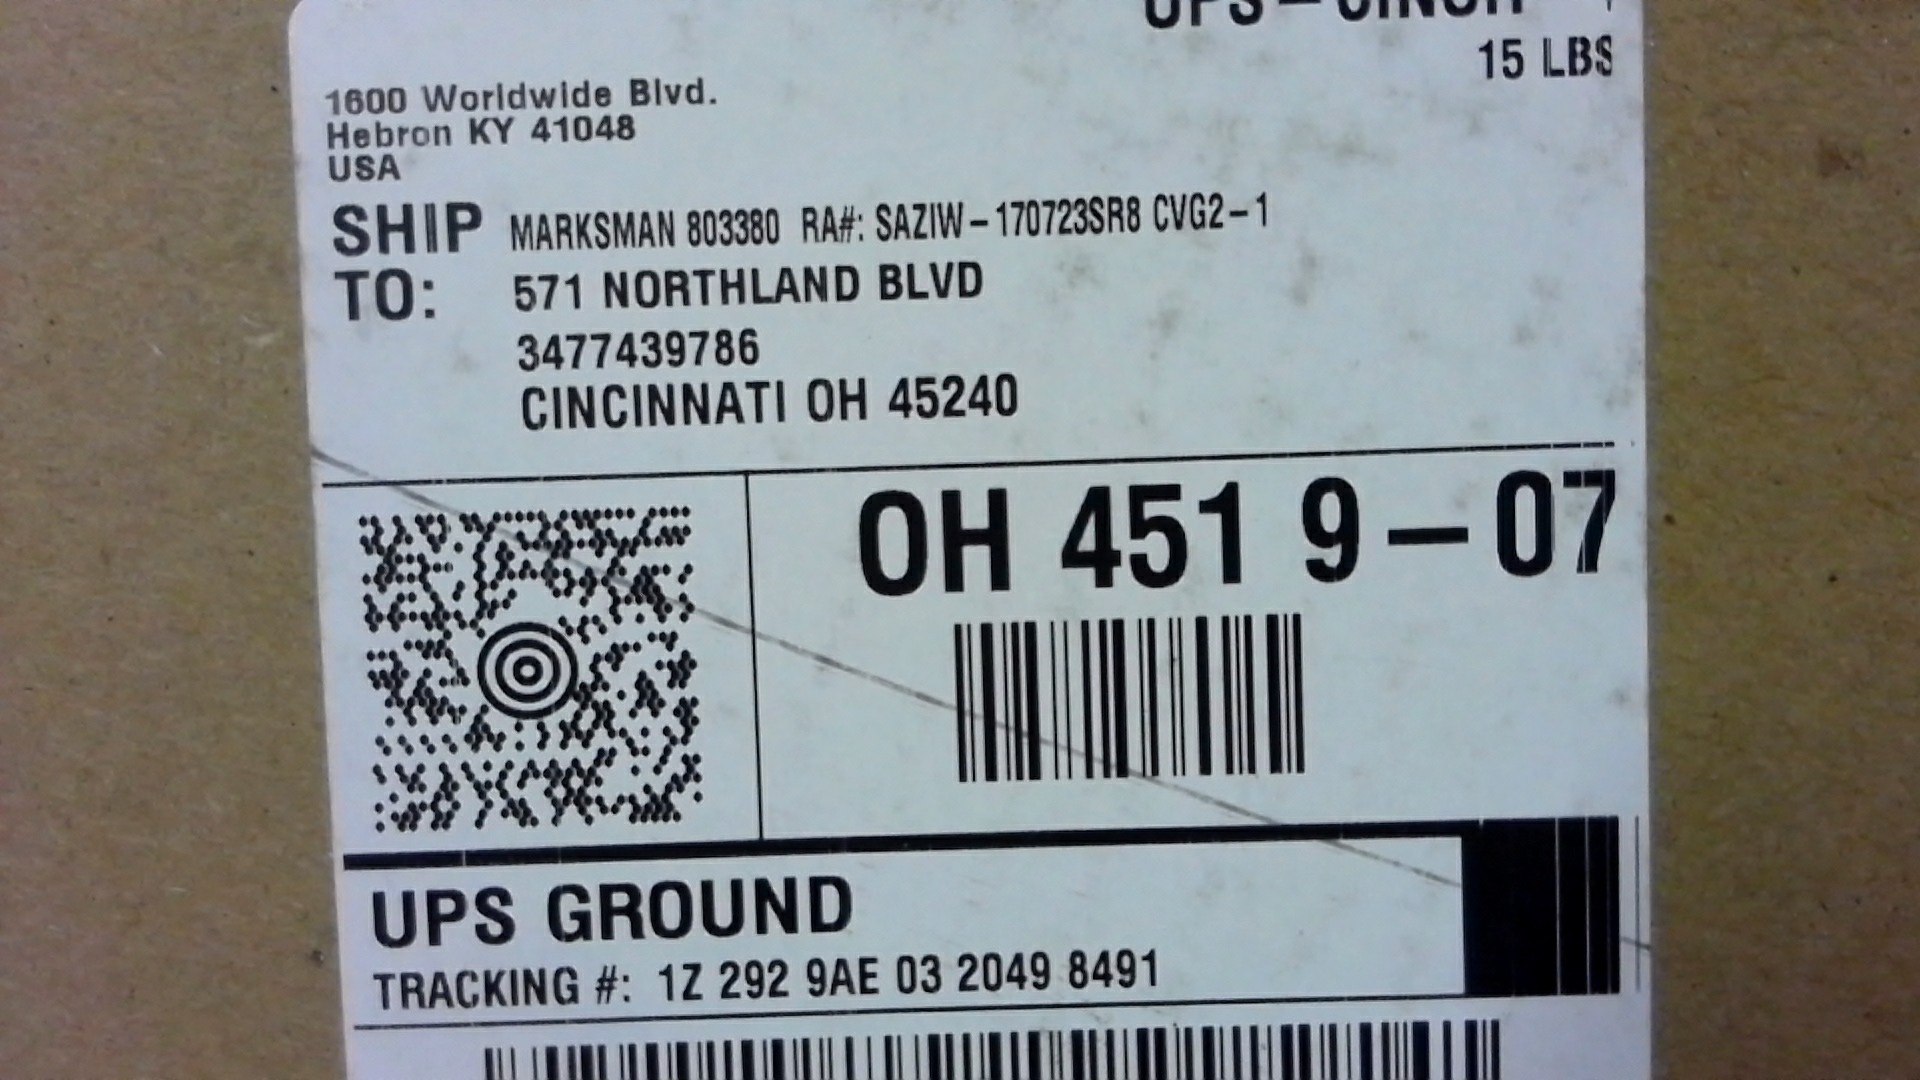 UPS - CINCH
15 LBS
1600 Worldwide Blvd.
Hebron KY 41048
USA
SHIP TO:
MARKSMAN 803380 RA#: SAZIW-170723SR8 CVG2-1
571 NORTHLAND BLVD
3477439786
CINCINNATI OH 45240
OH 451 9-07
UPS GROUND
TRACKING #: 1Z 292 9AE 03 2049 8491